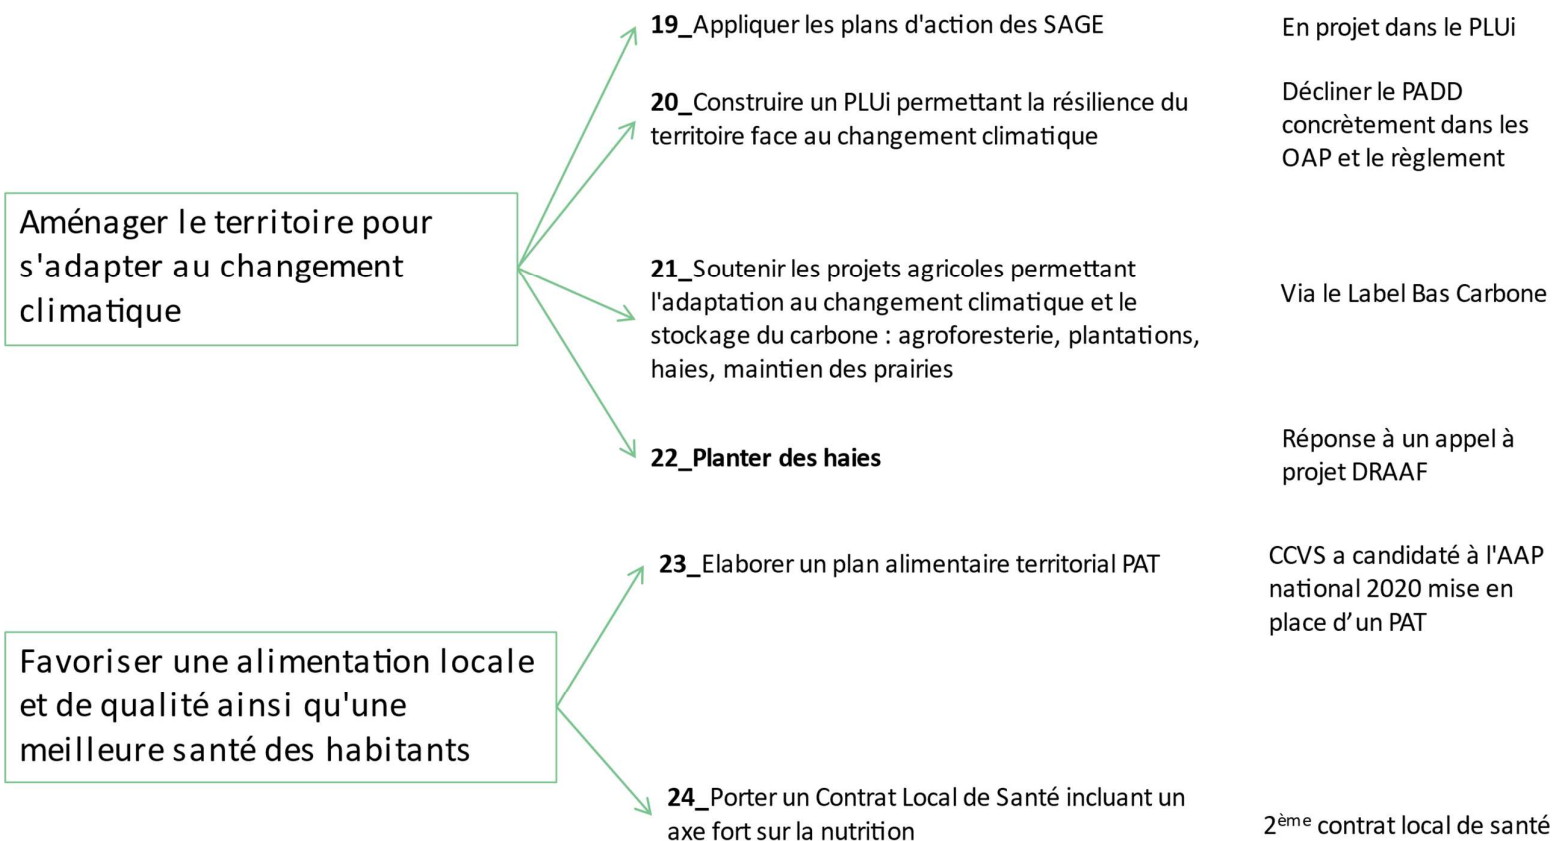 19_Appliquer les plans d'action des SAGE
En projet dans le PLUi
20_Construire un PLUi permettant la résilience du
territoire face au changement climatique
Décliner le PADD
concrètement dans les
OAP et le règlement
Aménager le territoire pour
s'adapter au changement
climatique
21_Soutenir les projets agricoles permettant
l'adaptation au changement climatique et le
stockage du carbone : agroforesterie, plantations,
haies, maintien des prairies
Via le Label Bas Carbone
22_Planter des haies
Réponse à un appel à
projet DRAAF
23_Elaborer un plan alimentaire territorial PAT
CCVS a candidaté à l'AAP
national 2020 mise en
place d’un PAT
Favoriser une alimentation locale
et de qualité ainsi qu'une
meilleure santé des habitants
24_Porter un Contrat Local de Santé incluant un
axe fort sur la nutrition
2ème contrat local de santé